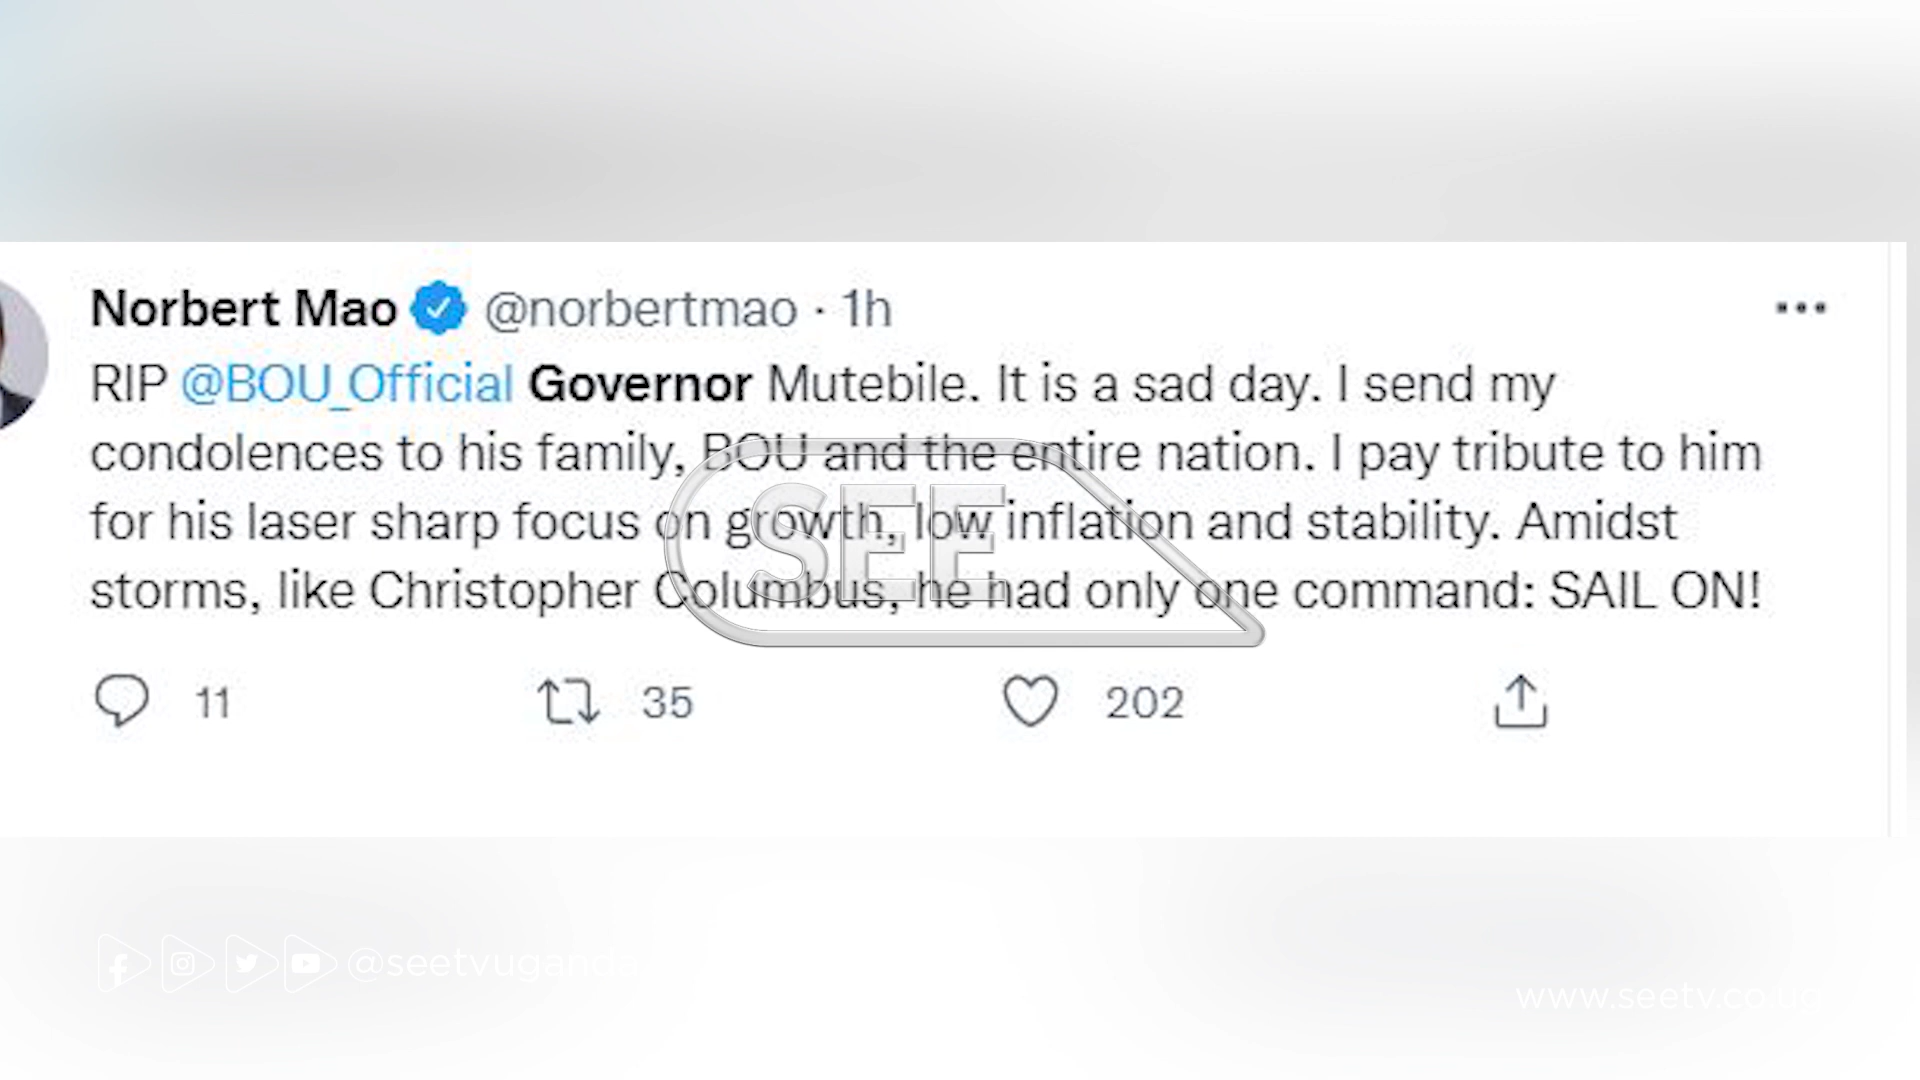 Norbert Mao @norbertmao · 1h
RIP @BOU_Official Governor Mutebile. It is a sad day. I send my
condolences to his family, BOU and the entire nation. I pay tribute to him
for his laser sharp focus on growth, low inflation and stability. Amidst
storms, like Christopher Columbus, he had only one command: SAIL ON!
SEE
11 35 202
@seetvuganda
www.seetv.co.ug